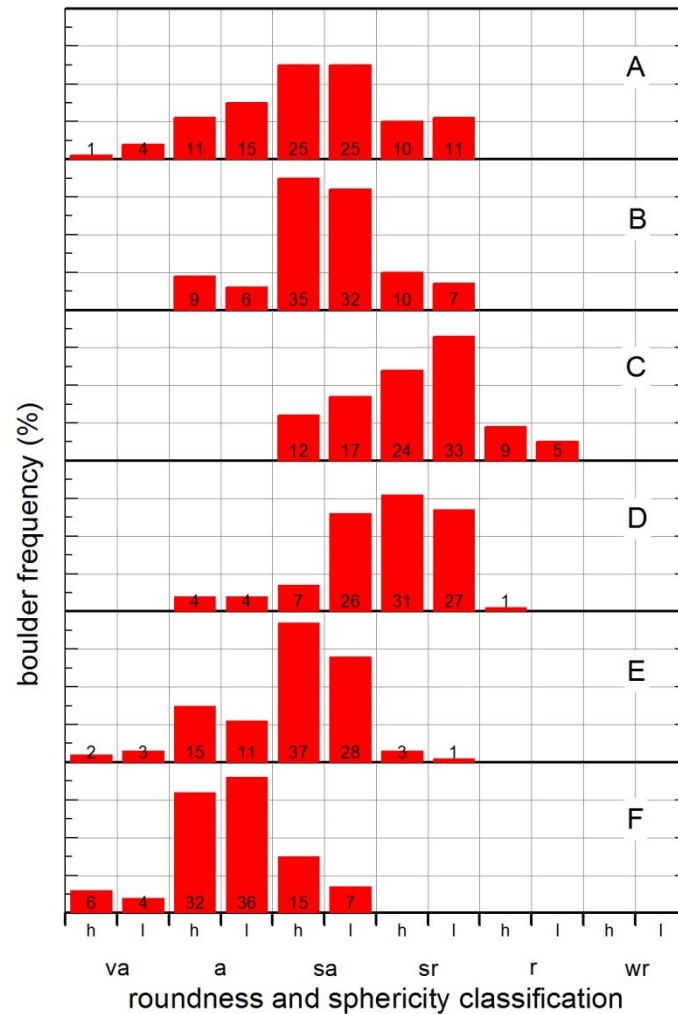 A
1 4 11 15 25 25 10 11
B
9 6 35 32 10 7
C
12 17 24 33 9 5
D
4 4 7 26 31 27 1
E
2 3 15 11 37 28 3 1
F
6 4 32 36 15 7
boulder frequency (%)
h l h l h l h l h l h l
va a sa sr r wr
roundness and sphericity classification